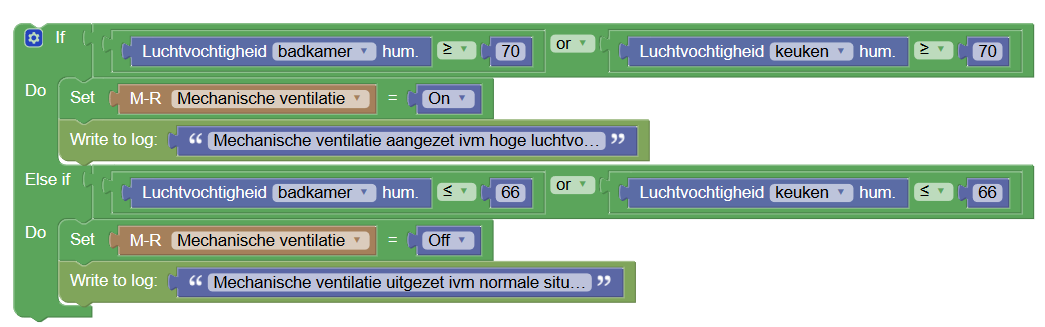 If Luchtvochtigheid badkamer ▾ hum. ≥ ▾ 70 or ▾ Luchtvochtigheid keuken ▾ hum. ≥ ▾ 70
Do Set M-R Mechanische ventilatie ▾ = On ▾
Write to log: “ Mechanische ventilatie aangezet ivm hoge luchtvo... ”
Else if Luchtvochtigheid badkamer ▾ hum. ≤ ▾ 66 or ▾ Luchtvochtigheid keuken ▾ hum. ≤ ▾ 66
Do Set M-R Mechanische ventilatie ▾ = Off ▾
Write to log: “ Mechanische ventilatie uitgezet ivm normale situ... ”